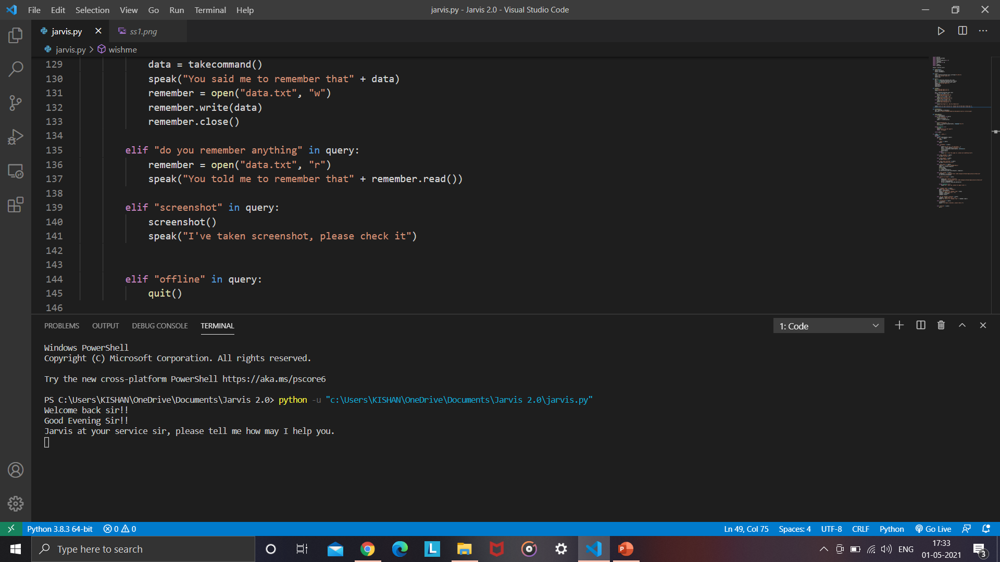 File Edit Selection View Go Run Terminal Help
jarvis.py - Jarvis 2.0 - Visual Studio Code
jarvis.py ss1.png
jarvis.py > wishme
129 data = takecommand()
130 speak("You said me to remember that" + data)
131 remember = open("data.txt", "w")
132 remember.write(data)
133 remember.close()
134
135 elif "do you remember anything" in query:
136 remember = open("data.txt", "r")
137 speak("You told me to remember that" + remember.read())
138
139 elif "screenshot" in query:
140 screenshot()
141 speak("I've taken screenshot, please check it")
142
143
144 elif "offline" in query:
145 quit()
146
PROBLEMS OUTPUT DEBUG CONSOLE TERMINAL
1: Code
Windows PowerShell
Copyright (C) Microsoft Corporation. All rights reserved.
Try the new cross-platform PowerShell https://aka.ms/pscore6
PS C:\Users\KISHAN\OneDrive\Documents\Jarvis 2.0> python -u "c:\Users\KISHAN\OneDrive\Documents\Jarvis 2.0\jarvis.py"
Welcome back sir!!
Good Evening Sir!!
Jarvis at your service sir, please tell me how may I help you.
Python 3.8.3 64-bit 0 0
Ln 49, Col 75 Spaces: 4 UTF-8 CRLF Python Go Live
Type here to search
L
P
ENG
17:33
01-05-2021
3